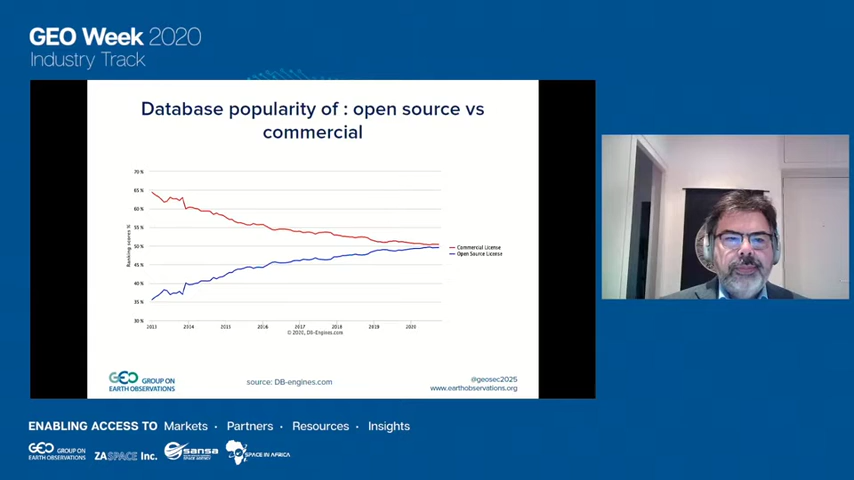 GEO Week 2020
Industry Track
Database popularity of : open source vs
commercial
70 %
65 %
60 %
55 %
50 %
45 %
40 %
35 %
30 %
Ranking scores %
2013 2014 2015 2016 2017 2018 2019 2020
© 2020, DB-Engines.com
Commercial License
Open Source License
GEO GROUP ON
EARTH OBSERVATIONS
source: DB-engines.com
@geosec2025
www.earthobservations.org
ENABLING ACCESS TO Markets · Partners · Resources · Insights
GEO GROUP ON
EARTH OBSERVATIONS
ZASPACE Inc.
sansa
SPACE IN AFRICA